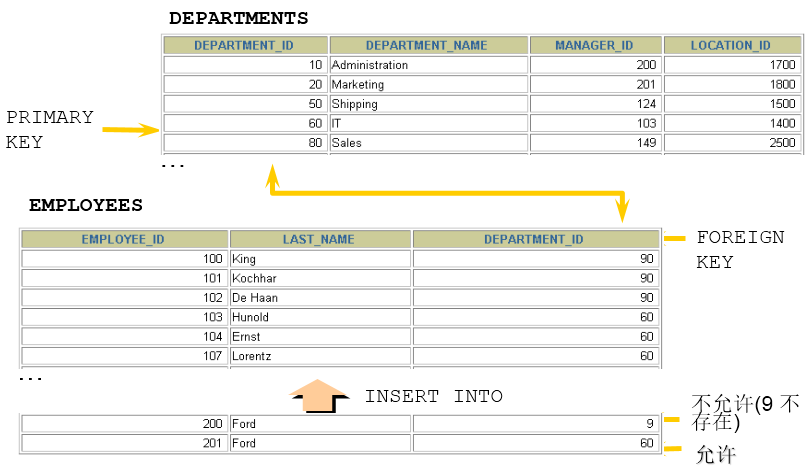 DEPARTMENTS
DEPARTMENT_ID DEPARTMENT_NAME MANAGER_ID LOCATION_ID
10 Administration 200 1700
20 Marketing 201 1800
50 Shipping 124 1500
60 IT 103 1400
80 Sales 149 2500
...
PRIMARY
KEY
EMPLOYEES
EMPLOYEE_ID LAST_NAME DEPARTMENT_ID
100 King 90
101 Kochhar 90
102 De Haan 90
103 Hunold 60
104 Ernst 60
107 Lorentz 60
...
FOREIGN
KEY
INSERT INTO
200 Ford 9
201 Ford 60
不允许(9 不
存在)
允许